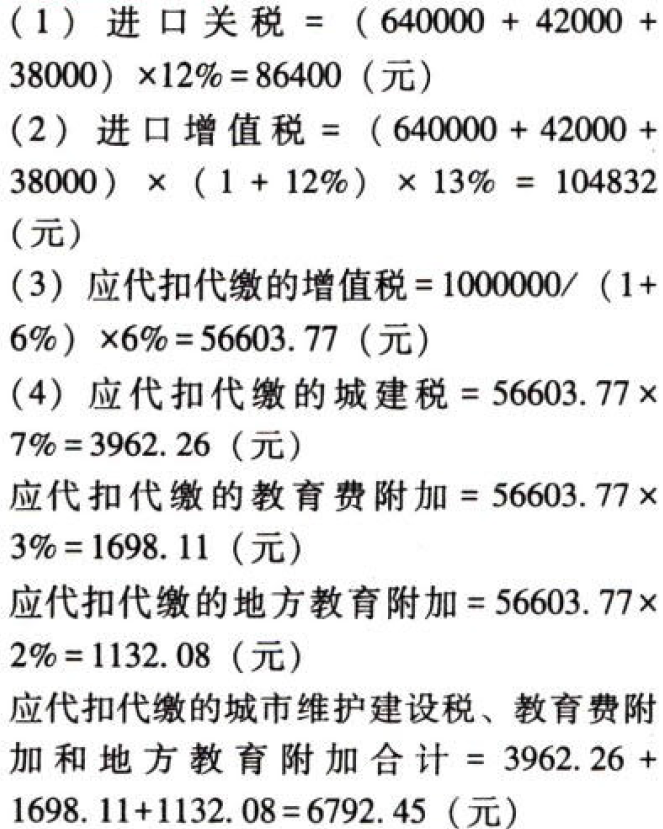 (1) 进口关税 = (640000 + 42000 +
38000) ×12% = 86400 (元)
(2) 进口增值税 = (640000 + 42000 +
38000) × (1 + 12%) × 13% = 104832
(元)
(3) 应代扣代缴的增值税 = 1000000/ (1+
6%) ×6% = 56603.77 (元)
(4) 应代扣代缴的城建税 = 56603.77×
7% = 3962.26 (元)
应代扣代缴的教育费附加 = 56603.77×
3% = 1698.11 (元)
应代扣代缴的地方教育附加 = 56603.77×
2% = 1132.08 (元)
应代扣代缴的城市维护建设税、教育费附
加和地方教育附加合计 = 3962.26 +
1698.11+1132.08 = 6792.45 (元)